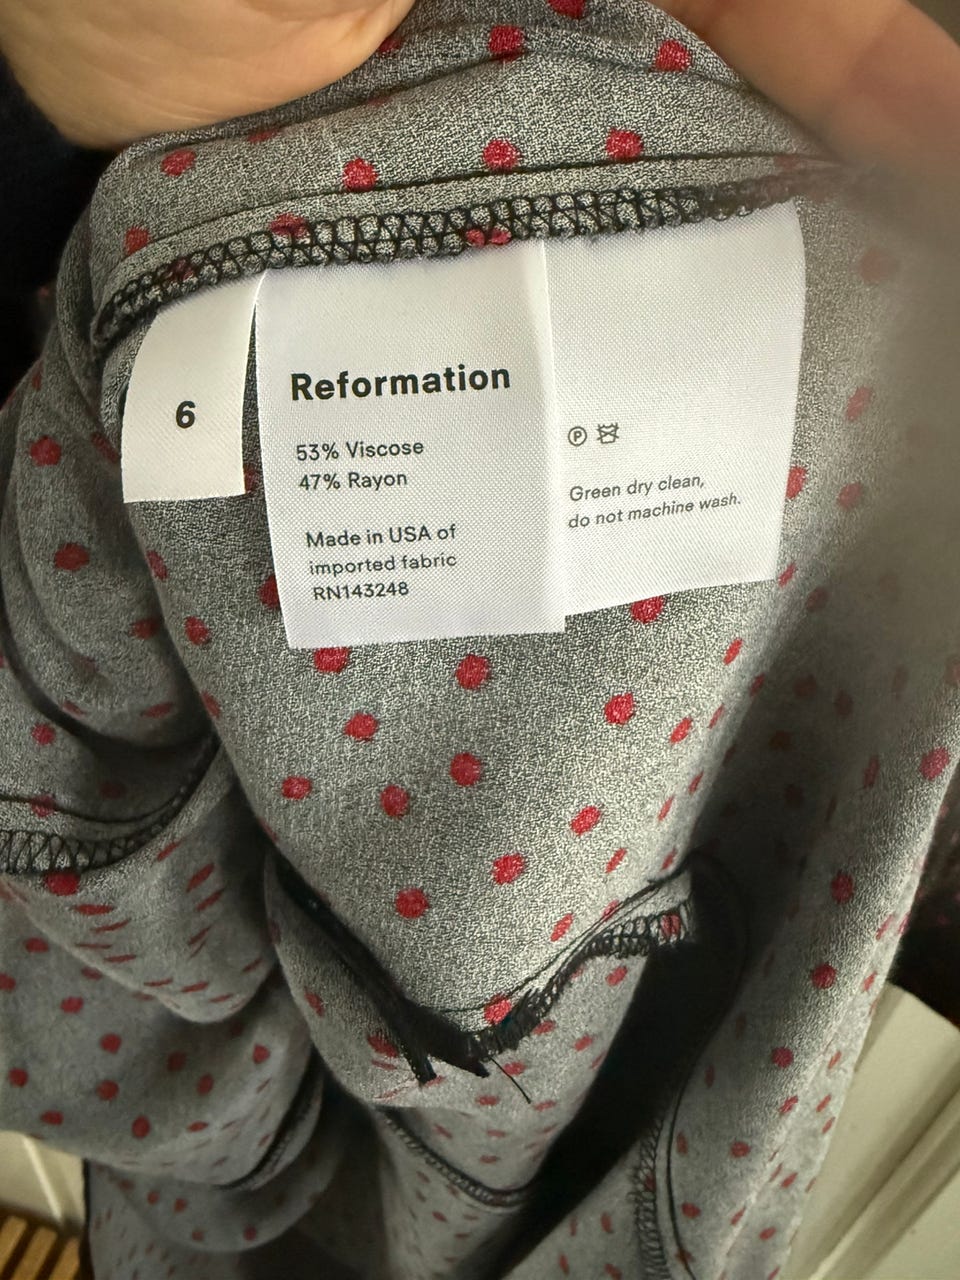 6
Reformation
53% Viscose
47% Rayon
Made in USA of
imported fabric
RN143248
P
Green dry clean,
do not machine wash.